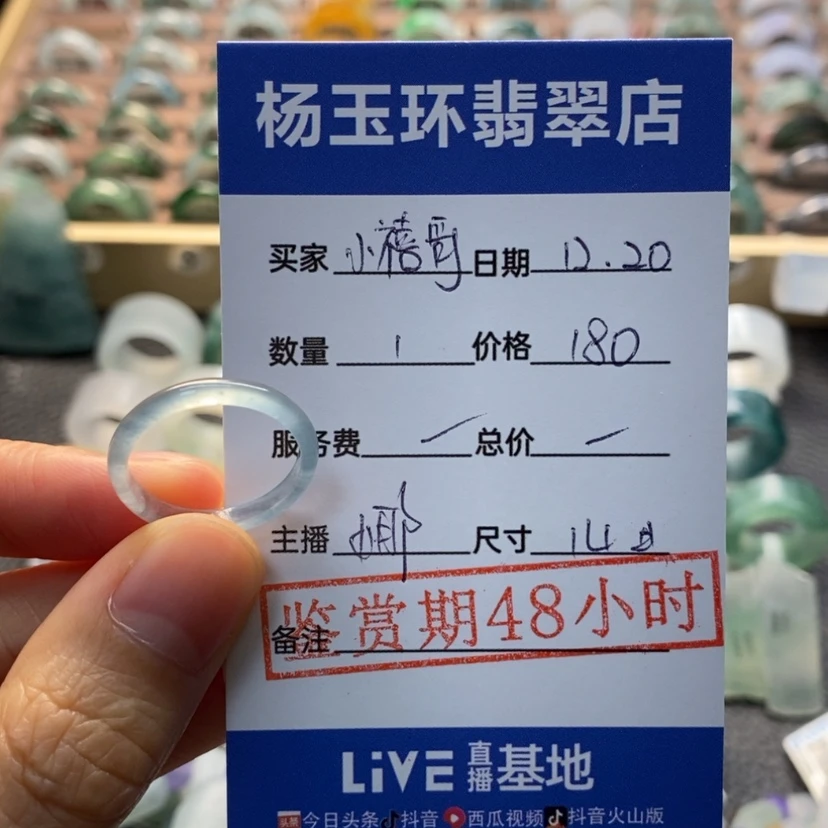 杨玉环翡翠店
买家 小禧哥 日期 12.20
数量 1 价格 180
服务费 总价
主播 娜 尺寸 14
鉴赏期48小时
备注
LiVE 直播 基地
头条 今日头条 抖音 西瓜视频 抖音火山版